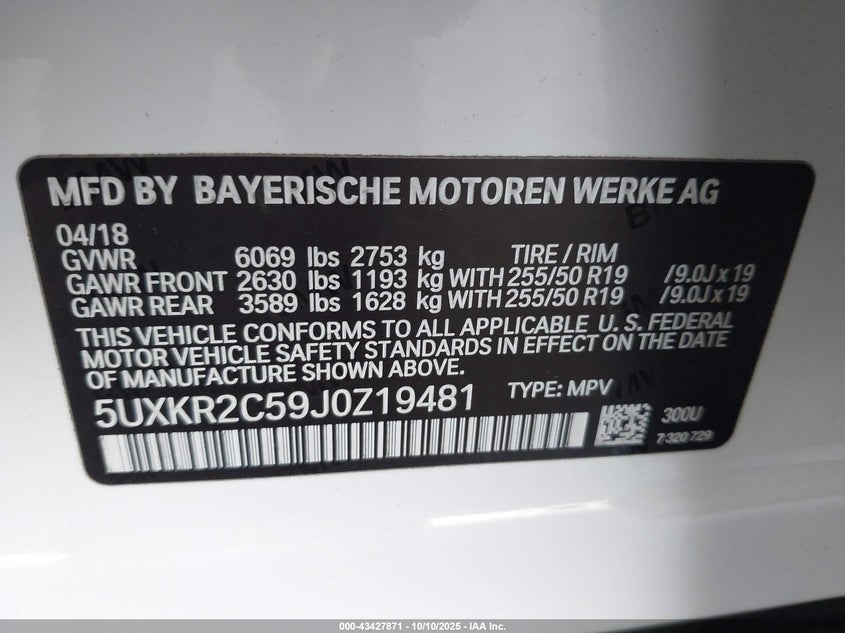 MFD BY BAYERISCHE MOTOREN WERKE AG
04/18
GVWR 6069 lbs 2753 kg TIRE / RIM
GAWR FRONT 2630 lbs 1193 kg WITH 255/50 R19 /9.0J x 19
GAWR REAR 3589 lbs 1628 kg WITH 255/50 R19 /9.0J x 19
THIS VEHICLE CONFORMS TO ALL APPLICABLE U. S. FEDERAL
MOTOR VEHICLE SAFETY STANDARDS IN EFFECT ON THE DATE
OF MANUFACTURE SHOWN ABOVE.
5UXKR2C59J0Z19481 TYPE: MPV
300U
7 320 729
000-43427871 - 10/10/2025 - IAA Inc.